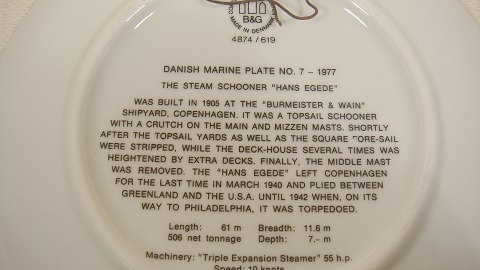 MADE IN DENMARK
B&G
4874 / 619
DANISH MARINE PLATE NO. 7 – 1977
THE STEAM SCHOONER "HANS EGEDE"
WAS BUILT IN 1905 AT THE "BURMEISTER & WAIN"
SHIPYARD, COPENHAGEN. IT WAS A TOPSAIL SCHOONER
WITH A CRUTCH ON THE MAIN AND MIZZEN MASTS. SHORTLY
AFTER THE TOPSAIL YARDS AS WELL AS THE SQUARE FORE-SAIL
WERE STRIPPED, WHILE THE DECK-HOUSE SEVERAL TIMES WAS
HEIGHTENED BY EXTRA DECKS. FINALLY, THE MIDDLE MAST
WAS REMOVED. THE "HANS EGEDE" LEFT COPENHAGEN
FOR THE LAST TIME IN MARCH 1940 AND PLIED BETWEEN
GREENLAND AND THE U.S.A. UNTIL 1942 WHEN, ON ITS
WAY TO PHILADELPHIA, IT WAS TORPEDOED.
Length: 61 m Breadth: 11.6 m
506 net tonnage Depth: 7.– m
Machinery: "Triple Expansion Steamer" 55 h.p.
Speed: 10 knots